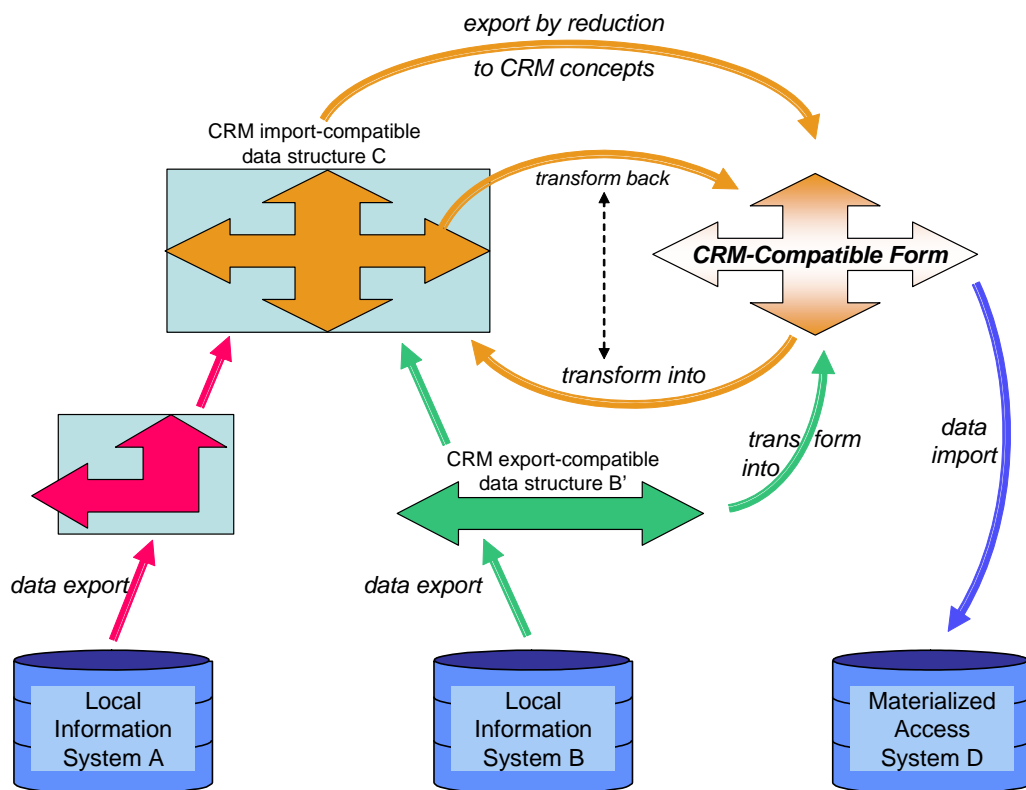 export by reduction
to CRM concepts
CRM import-compatible
data structure C
transform back
CRM-Compatible Form
transform into
CRM export-compatible
data structure B’
trans form
into
data
import
data export
data export
Local
Information
System A
Local
Information
System B
Materialized
Access
System D